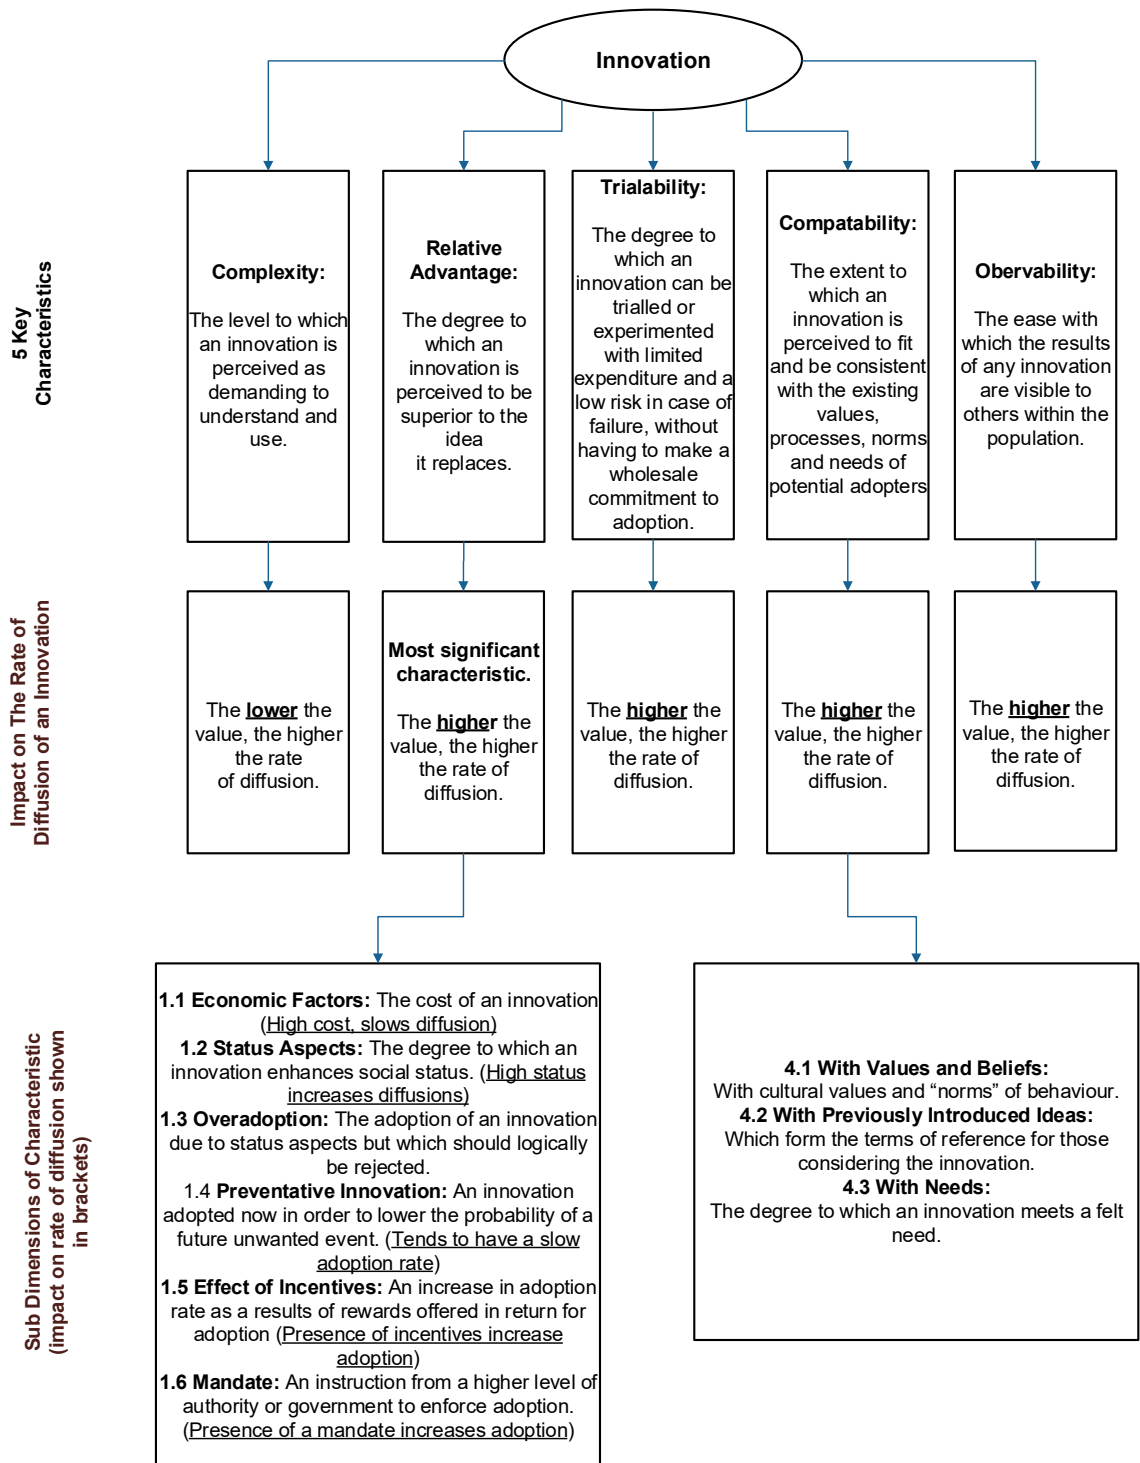 Innovation
5 Key
Characteristics
Complexity:
The level to which
an innovation is
perceived as
demanding to
understand and
use.
Relative
Advantage:
The degree to
which an
innovation is
perceived to be
superior to the
idea
it replaces.
Trialability:
The degree to
which an
innovation can be
trialled or
experimented
with limited
expenditure and a
low risk in case of
failure, without
having to make a
wholesale
commitment to
adoption.
Compatability:
The extent to
which an
innovation is
perceived to fit
and be consistent
with the existing
values,
processes, norms
and needs of
potential adopters
Obervability:
The ease with
which the results
of any innovation
are visible to
others within the
population.
Impact on The Rate of
Diffusion of an Innovation
The lower the
value, the higher
the rate
of diffusion.
Most significant
characteristic.
The higher the
value, the higher
the rate of
diffusion.
The higher the
value, the higher
the rate of
diffusion.
The higher the
value, the higher
the rate of
diffusion.
The higher the
value, the higher
the rate of
diffusion.
Sub Dimensions of Characteristic
(impact on rate of diffusion shown
in brackets)
1.1 Economic Factors: The cost of an innovation
(High cost, slows diffusion)
1.2 Status Aspects: The degree to which an
innovation enhances social status. (High status
increases diffusions)
1.3 Overadoption: The adoption of an innovation
due to status aspects but which should logically
be rejected.
1.4 Preventative Innovation: An innovation
adopted now in order to lower the probability of a
future unwanted event. (Tends to have a slow
adoption rate)
1.5 Effect of Incentives: An increase in adoption
rate as a results of rewards offered in return for
adoption (Presence of incentives increase
adoption)
1.6 Mandate: An instruction from a higher level of
authority or government to enforce adoption.
(Presence of a mandate increases adoption)
4.1 With Values and Beliefs:
With cultural values and “norms” of behaviour.
4.2 With Previously Introduced Ideas:
Which form the terms of reference for those
considering the innovation.
4.3 With Needs:
The degree to which an innovation meets a felt
need.